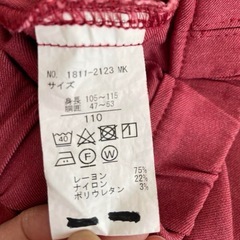 NO. 1811-2123 MK
サイズ
身長 105～115
胴囲 47～53
110
40
P W
レーヨン 75%
ナイロン 22%
ポリウレタン 3%